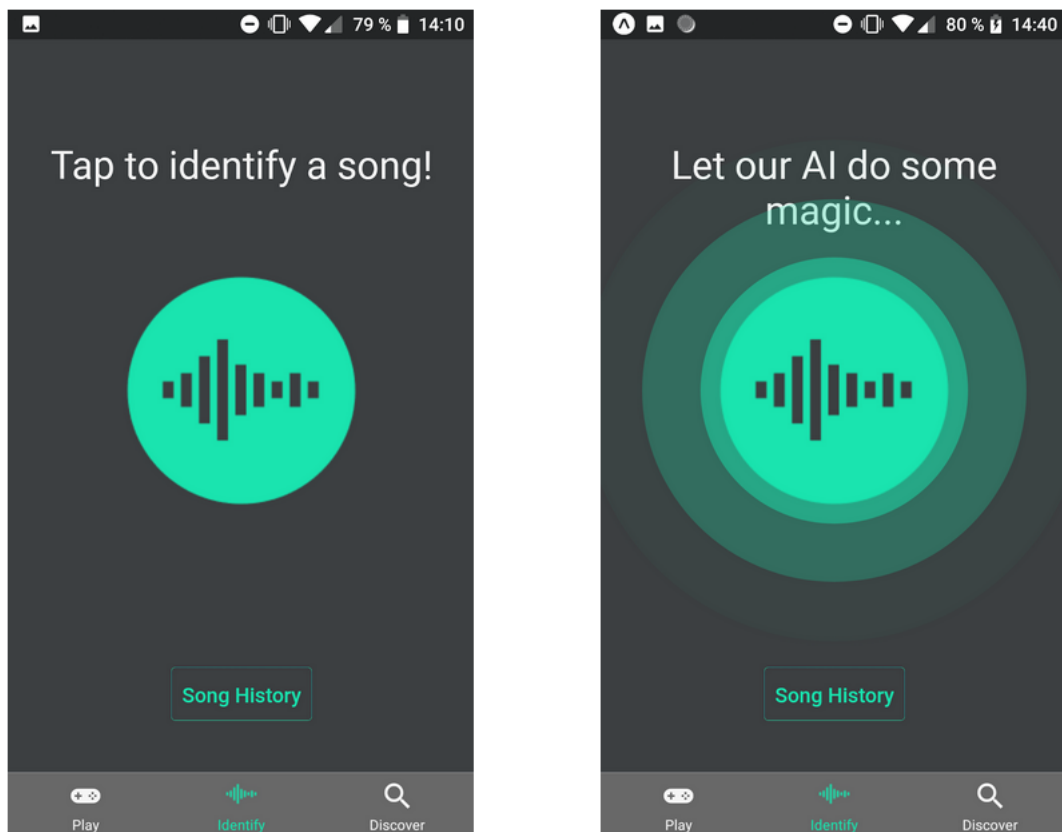 79 % 14:10
Tap to identify a song!
Song History
Play Identify Discover
80 % 14:40
Let our AI do some
magic...
Song History
Play Identify Discover